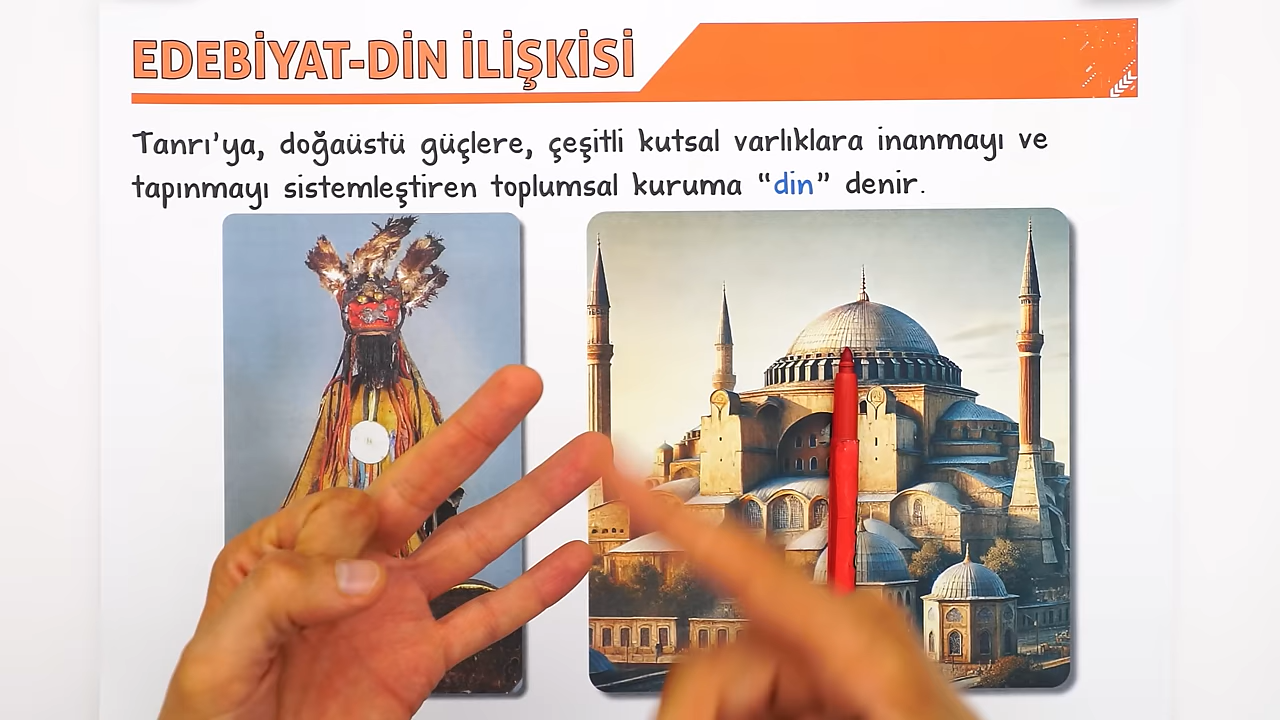 EDEBİYAT-DİN İLİŞKİSİ
Tanrı'ya, doğaüstü güçlere, çeşitli kutsal varlıklara inanmayı ve
tapınmayı sistemleştiren toplumsal kuruma “din” denir.